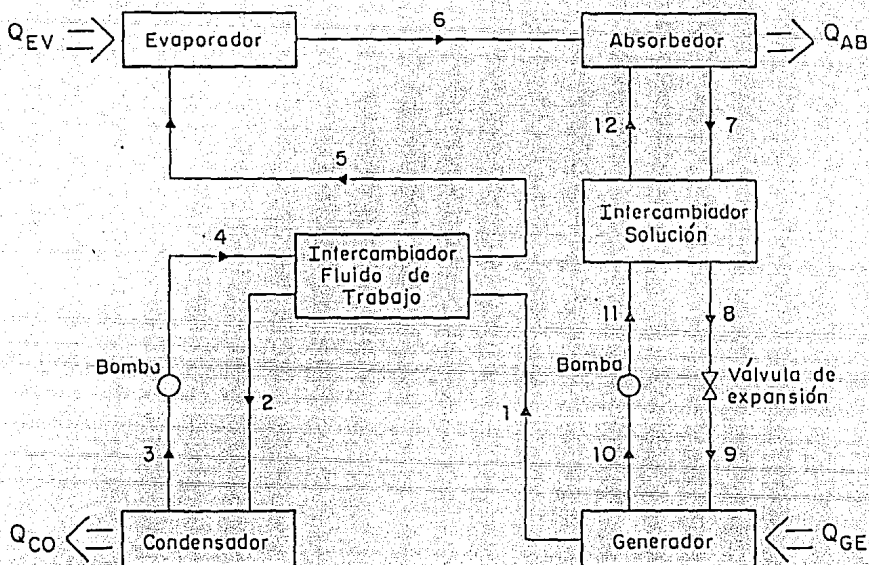 6
Q_EV
Evaporador
Absorbedor
Q_AB
12
7
5
Intercambiador
Solución
4
Intercambiador
Fluido de
Trabajo
11
8
Bomba
Bomba
Válvula de
expansión
2
1
3
10
9
Q_CO
Condensador
Generador
Q_GE